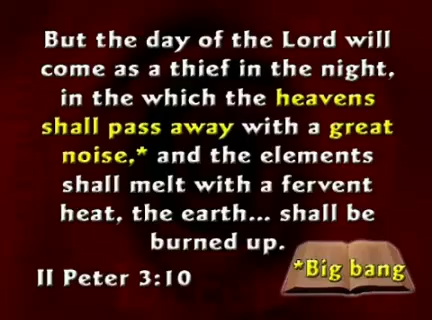 But the day of the Lord will
come as a thief in the night,
in the which the heavens
shall pass away with a great
noise,* and the elements
shall melt with a fervent
heat, the earth... shall be
burned up.
II Peter 3:10
*Big bang